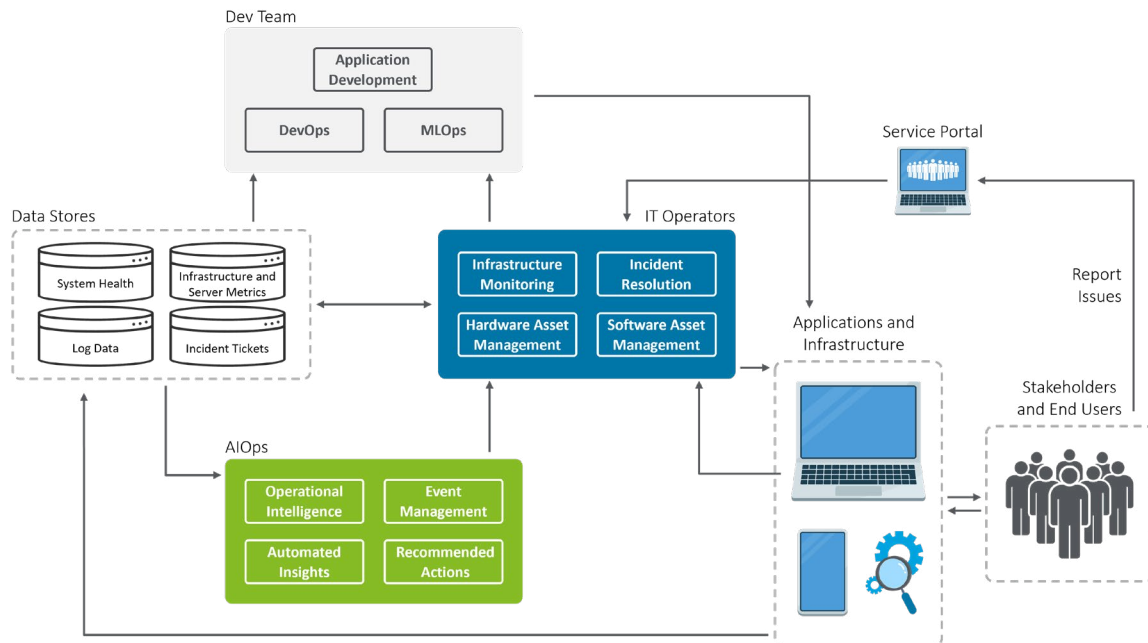 Dev Team
Application
Development
DevOps
MLOps
Service Portal
Data Stores
System Health
Infrastructure and
Server Metrics
Log Data
Incident Tickets
IT Operators
Infrastructure
Monitoring
Incident
Resolution
Hardware Asset
Management
Software Asset
Management
Report
Issues
Applications and
Infrastructure
Stakeholders
and End Users
AIOps
Operational
Intelligence
Event
Management
Automated
Insights
Recommended
Actions